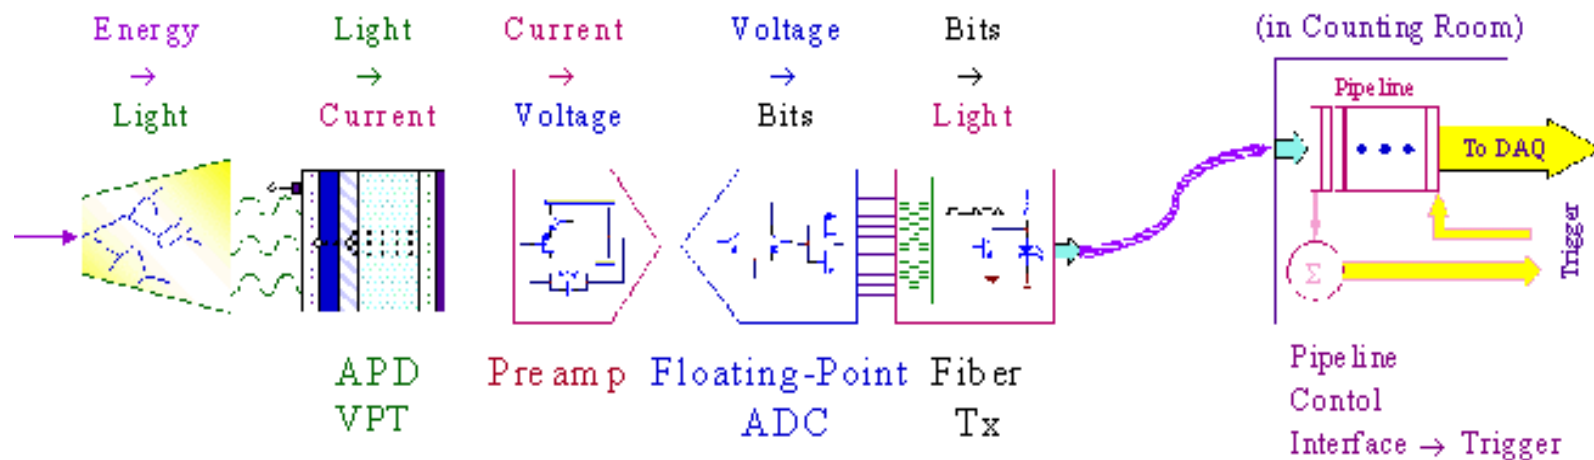 Energy → Light
Light → Current
Current → Voltage
Voltage → Bits
Bits → Light
(in Counting Room)
Pipeline
To DAQ
Trigger
Σ
APD
VPT
Preamp
Floating-Point
ADC
Fiber
Tx
Pipeline
Contol
Interface → Trigger